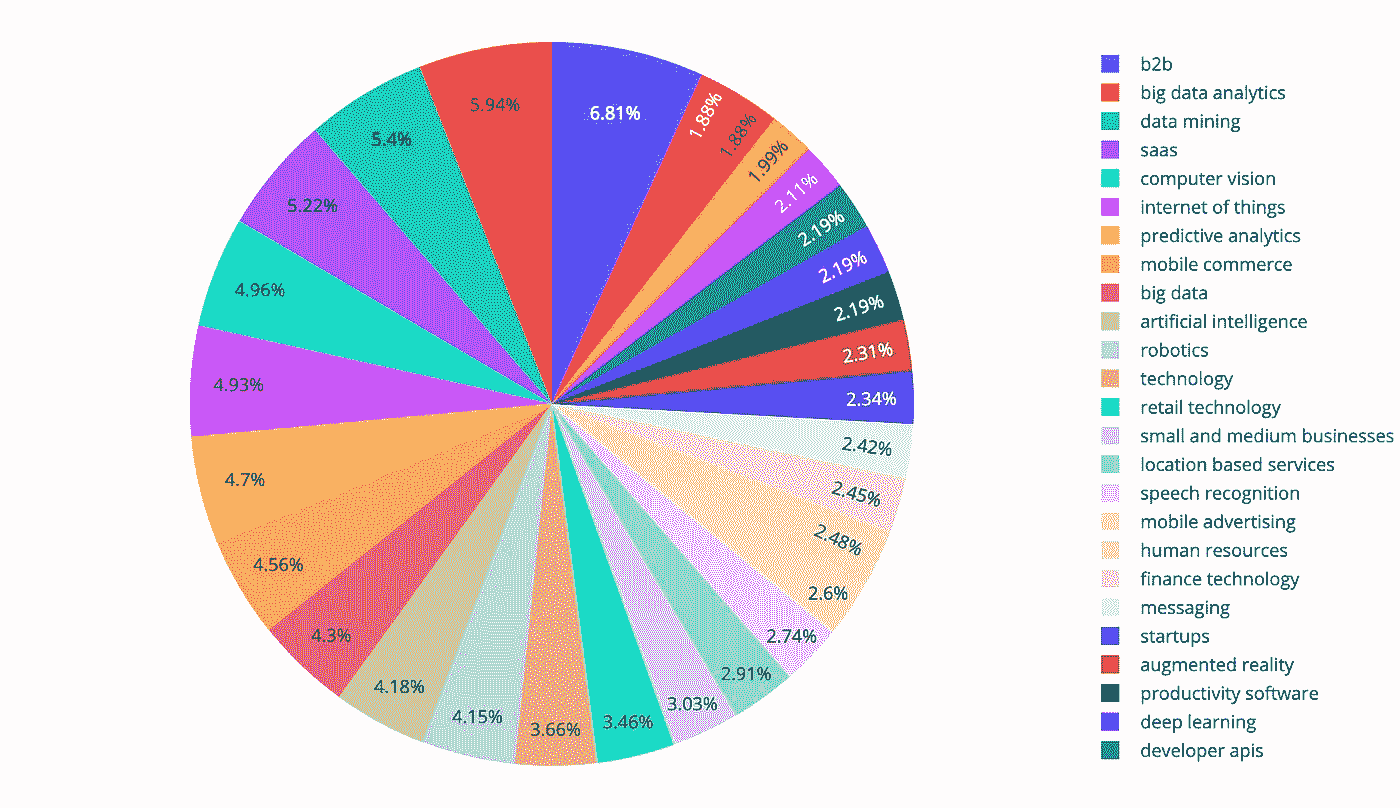 5.94%
6.81%
1.88%
1.88%
1.99%
2.11%
2.19%
2.19%
2.19%
2.31%
2.34%
2.42%
2.45%
2.48%
2.6%
2.74%
2.91%
3.03%
3.46%
3.66%
4.15%
4.18%
4.3%
4.56%
4.7%
4.93%
4.96%
5.22%
5.4%
b2b
big data analytics
data mining
saas
computer vision
internet of things
predictive analytics
mobile commerce
big data
artificial intelligence
robotics
technology
retail technology
small and medium businesses
location based services
speech recognition
mobile advertising
human resources
finance technology
messaging
startups
augmented reality
productivity software
deep learning
developer apis